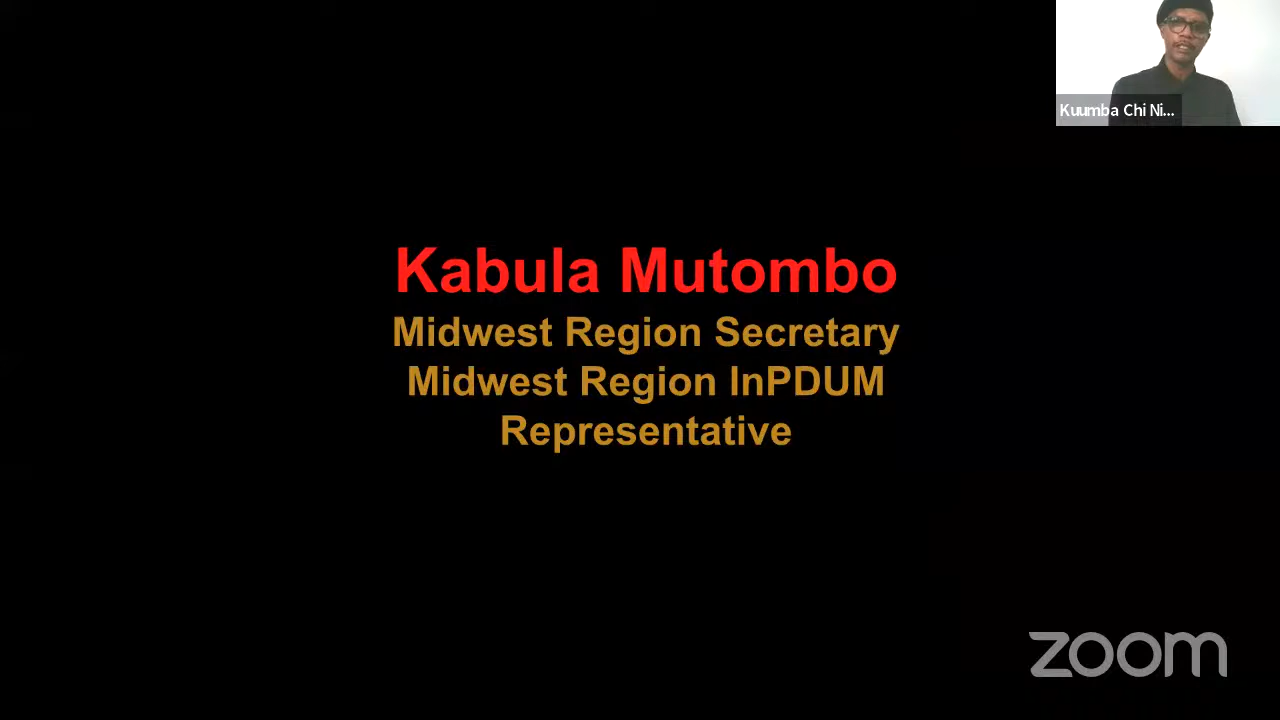 Kuumba Chi Ni...
Kabula Mutombo
Midwest Region Secretary
Midwest Region InPDUM
Representative
zoom